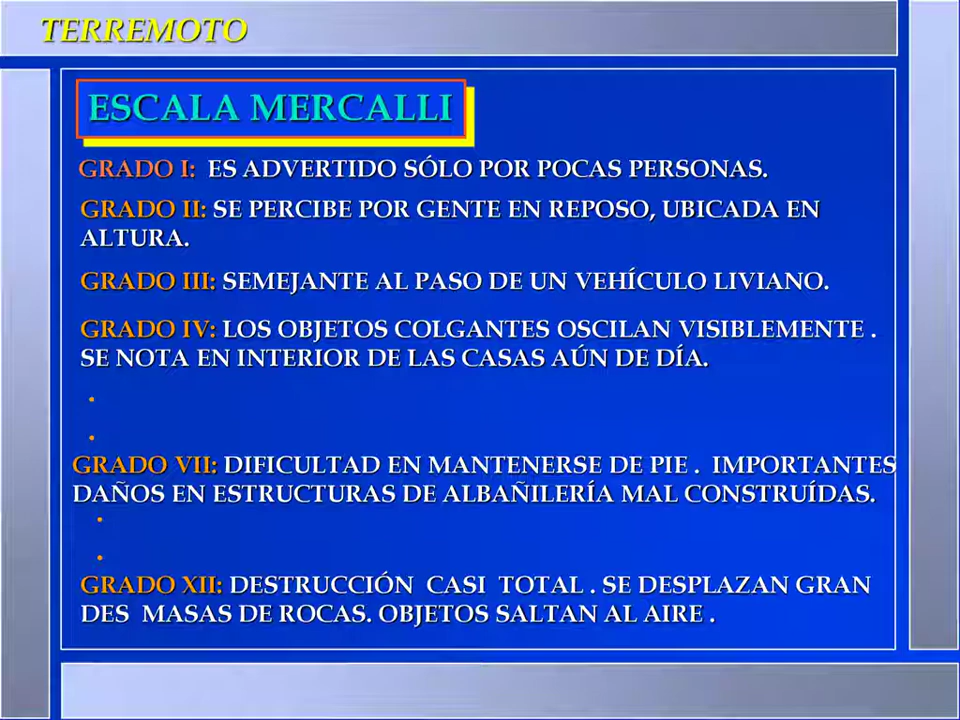 TERREMOTO
ESCALA MERCALLI
GRADO I: ES ADVERTIDO SÓLO POR POCAS PERSONAS.
GRADO II: SE PERCIBE POR GENTE EN REPOSO, UBICADA EN
ALTURA.
GRADO III: SEMEJANTE AL PASO DE UN VEHÍCULO LIVIANO.
GRADO IV: LOS OBJETOS COLGANTES OSCILAN VISIBLEMENTE .
SE NOTA EN INTERIOR DE LAS CASAS AÚN DE DÍA.
.
.
GRADO VII: DIFICULTAD EN MANTENERSE DE PIE . IMPORTANTES
DAÑOS EN ESTRUCTURAS DE ALBAÑILERÍA MAL CONSTRUÍDAS.
.
.
GRADO XII: DESTRUCCIÓN CASI TOTAL . SE DESPLAZAN GRAN
DES MASAS DE ROCAS. OBJETOS SALTAN AL AIRE .